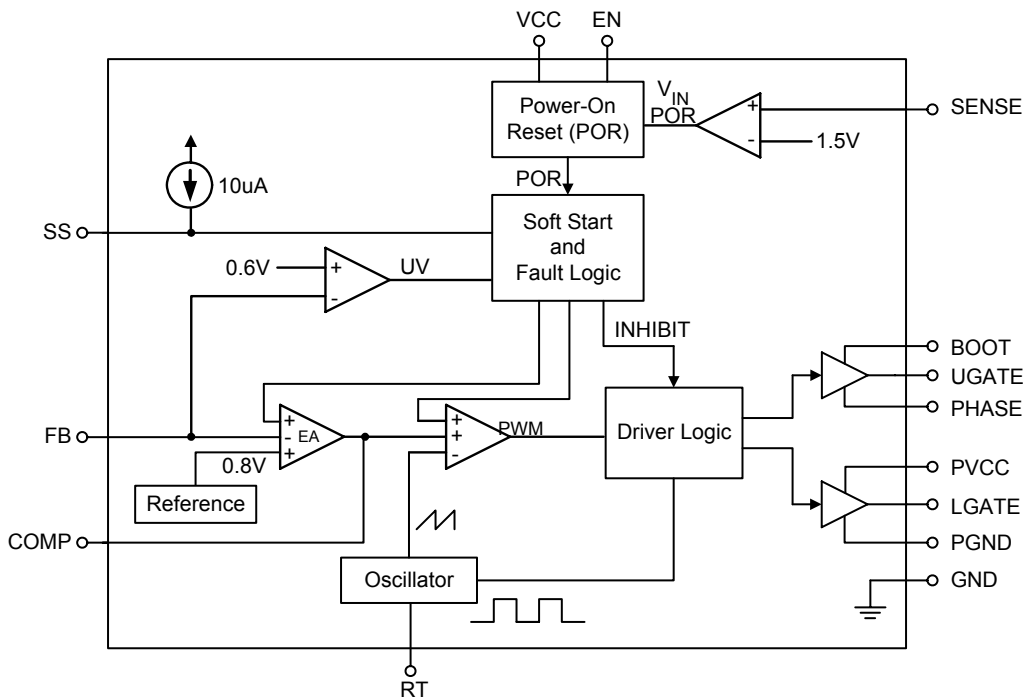 VCC
EN
Power-On
Reset (POR)
V_IN
POR
+
-
SENSE
1.5V
10uA
POR
SS
Soft Start
and
Fault Logic
0.6V
+
-
UV
INHIBIT
BOOT
UGATE
PHASE
FB
+
-
+
EA
0.8V
Reference
+
+
-
PWM
Driver Logic
PVCC
LGATE
PGND
GND
COMP
Oscillator
RT